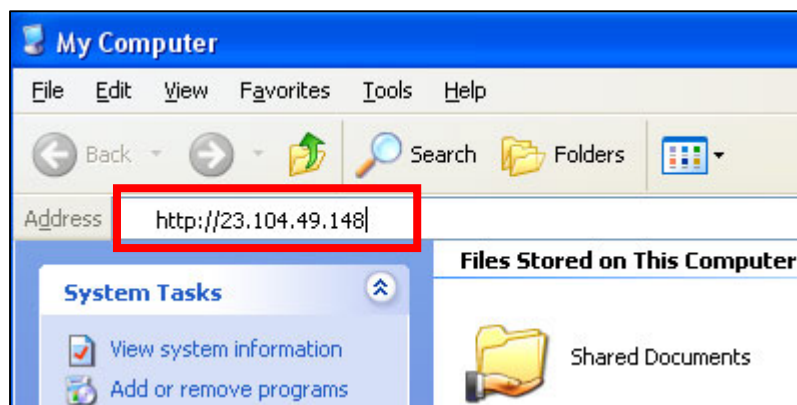 My Computer
File Edit View Favorites Tools Help
Back Search Folders
Address http://23.104.49.148
Files Stored on This Computer
System Tasks
View system information
Shared Documents
Add or remove programs